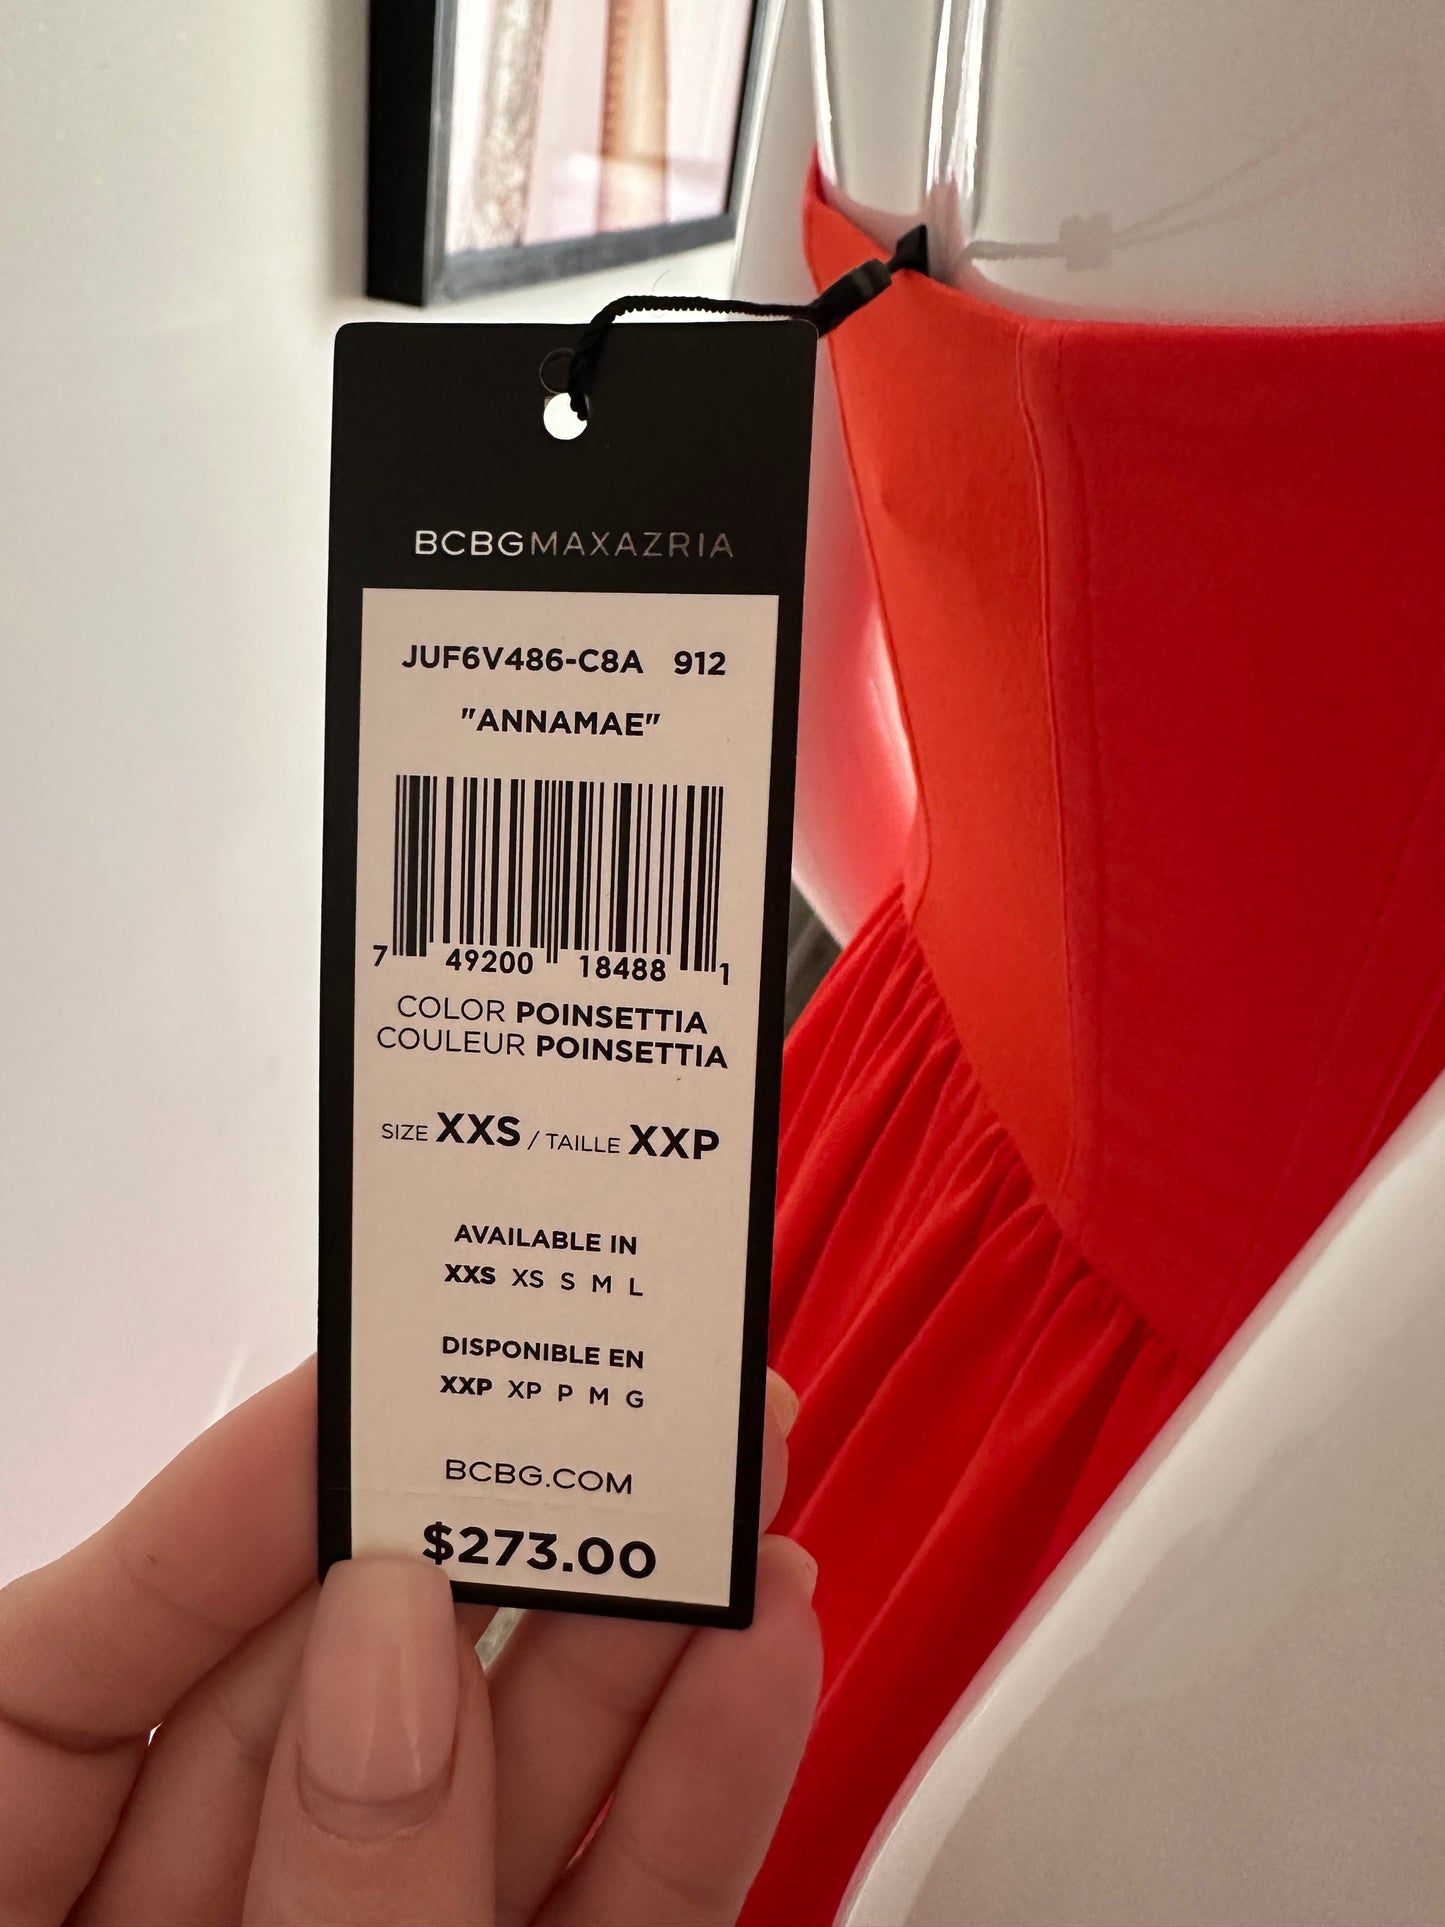 BCBGMAXAZRIA
JUF6V486-C8A 912
"ANNAMAE"
7 49200 18488 1
COLOR POINSETTIA
COULEUR POINSETTIA
SIZE XXS / TAILLE XXP
AVAILABLE IN
XXS XS S M L
DISPONIBLE EN
XXP XP P M G
BCBG.COM
$273.00